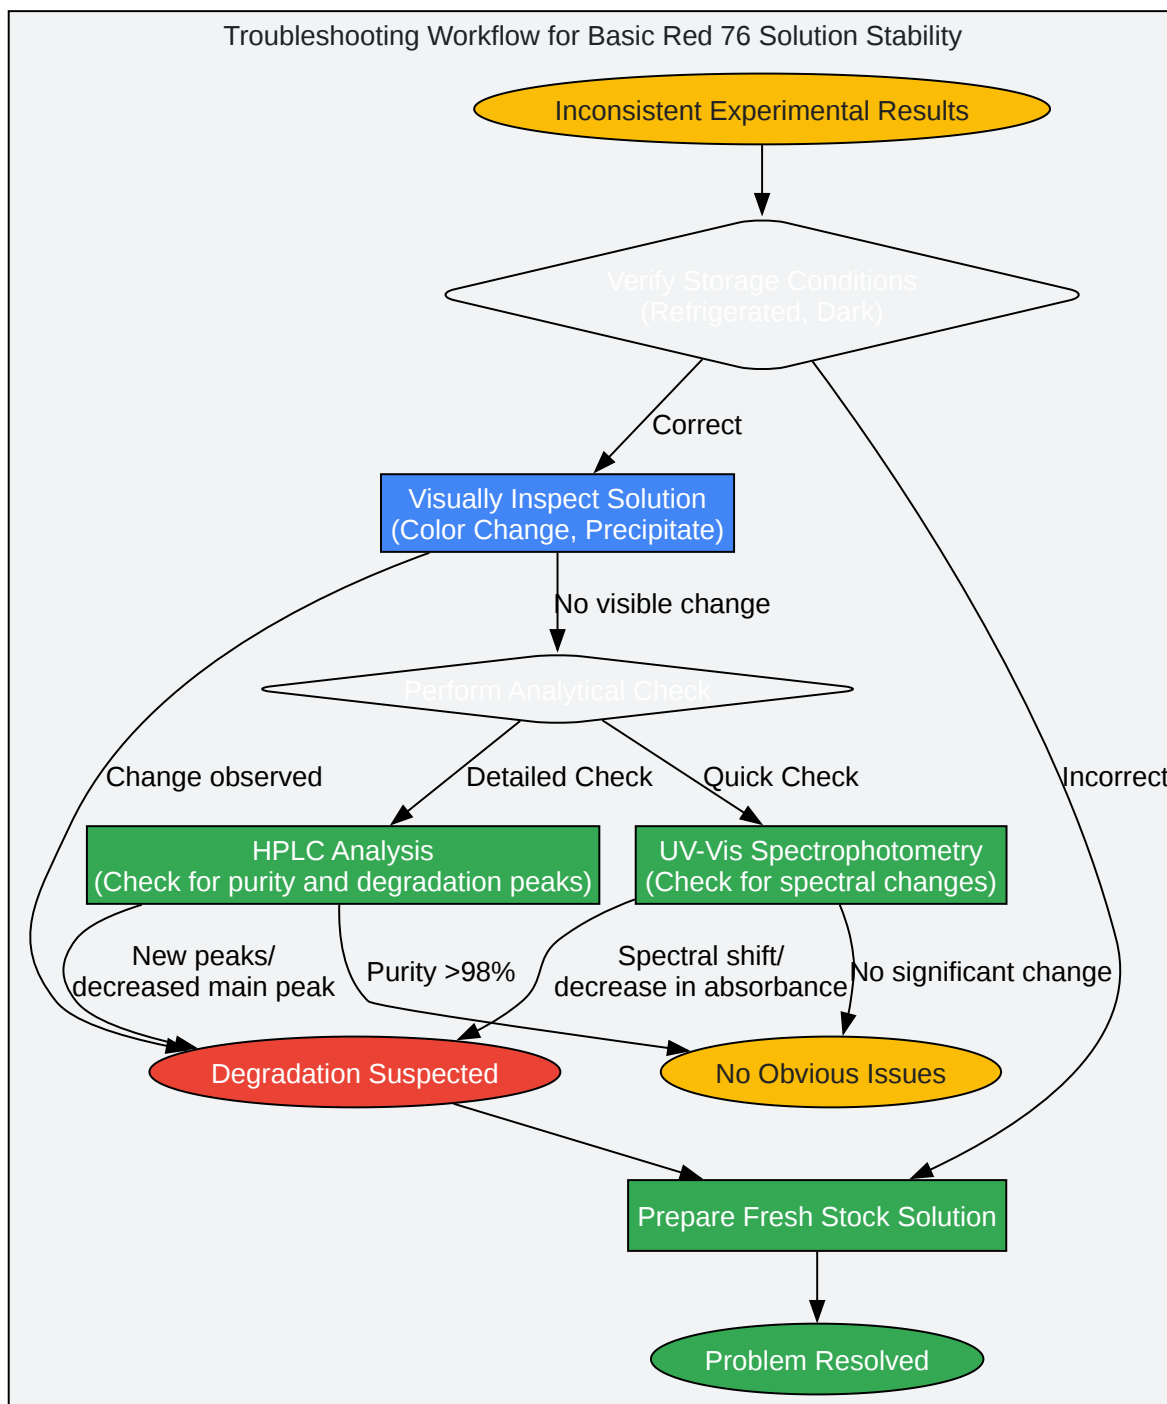 Troubleshooting Workflow for Basic Red 76 Solution Stability
Inconsistent Experimental Results
Verify Storage Conditions
(Refrigerated, Dark)
Correct
Visually Inspect Solution
(Color Change, Precipitate)
No visible change
Perform Analytical Check
Change observed
Detailed Check
Quick Check
Incorrect
HPLC Analysis
(Check for purity and degradation peaks)
UV-Vis Spectrophotometry
(Check for spectral changes)
New peaks/
decreased main peak
Purity >98%
Spectral shift/
decrease in absorbance
No significant change
Degradation Suspected
No Obvious Issues
Prepare Fresh Stock Solution
Problem Resolved